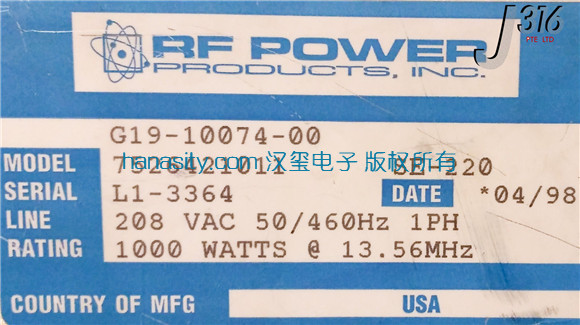 J316
PTE LTD
RF POWER
PRODUCTS, INC.
G19-10074-00
hanasity.com 汉玺电子 版权所有
MODEL
SERIAL L1-3364 DATE *04/98
LINE 208 VAC 50/460Hz 1PH
RATING 1000 WATTS @ 13.56MHz
COUNTRY OF MFG USA